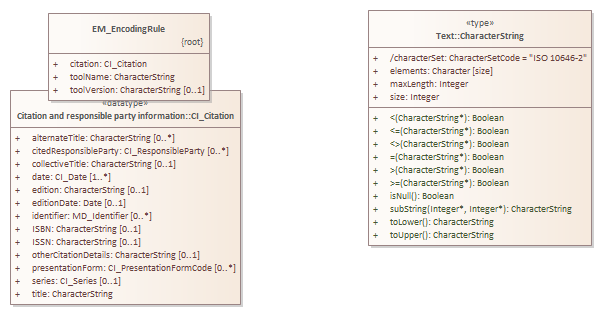 EM_EncodingRule
{root}
+ citation: CI_Citation
+ toolName: CharacterString
+ toolVersion: CharacterString [0..1]
«datatype»
Citation and responsible party information::CI_Citation
+ alternateTitle: CharacterString [0..*]
+ citedResponsibleParty: CI_ResponsibleParty [0..*]
+ collectiveTitle: CharacterString [0..1]
+ date: CI_Date [1..*]
+ edition: CharacterString [0..1]
+ editionDate: Date [0..1]
+ identifier: MD_Identifier [0..*]
+ ISBN: CharacterString [0..1]
+ ISSN: CharacterString [0..1]
+ otherCitationDetails: CharacterString [0..1]
+ presentationForm: CI_PresentationFormCode [0..*]
+ series: CI_Series [0..1]
+ title: CharacterString
«type»
Text::CharacterString
+ /characterSet: CharacterSetCode = "ISO 10646-2"
+ elements: Character [size]
+ maxLength: Integer
+ size: Integer
+ <(CharacterString*): Boolean
+ <=(CharacterString*): Boolean
+ <>(CharacterString*): Boolean
+ =(CharacterString*): Boolean
+ >(CharacterString*): Boolean
+ >=(CharacterString*): Boolean
+ isNull(): Boolean
+ subString(Integer*, Integer*): CharacterString
+ toLower(): CharacterString
+ toUpper(): CharacterString